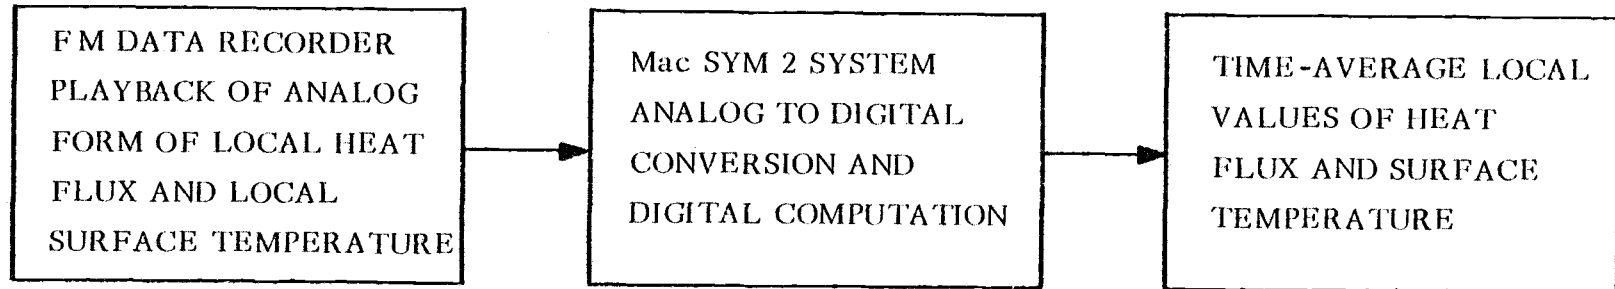 FM DATA RECORDER
PLAYBACK OF ANALOG
FORM OF LOCAL HEAT
FLUX AND LOCAL
SURFACE TEMPERATURE
Mac SYM 2 SYSTEM
ANALOG TO DIGITAL
CONVERSION AND
DIGITAL COMPUTATION
TIME-AVERAGE LOCAL
VALUES OF HEAT
FLUX AND SURFACE
TEMPERATURE